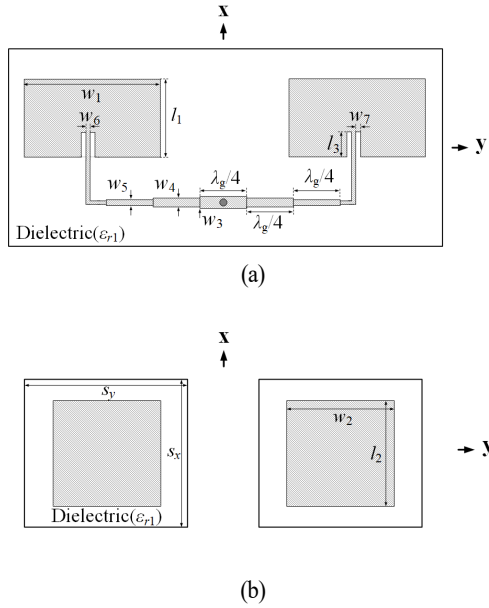 x
w1
w6
l1
w7
l3
y
λg/4
λg/4
w5
w4
λg/4
w3
Dielectric(εr1)
(a)
x
sy
w2
sx
l2
y
Dielectric(εr1)
(b)